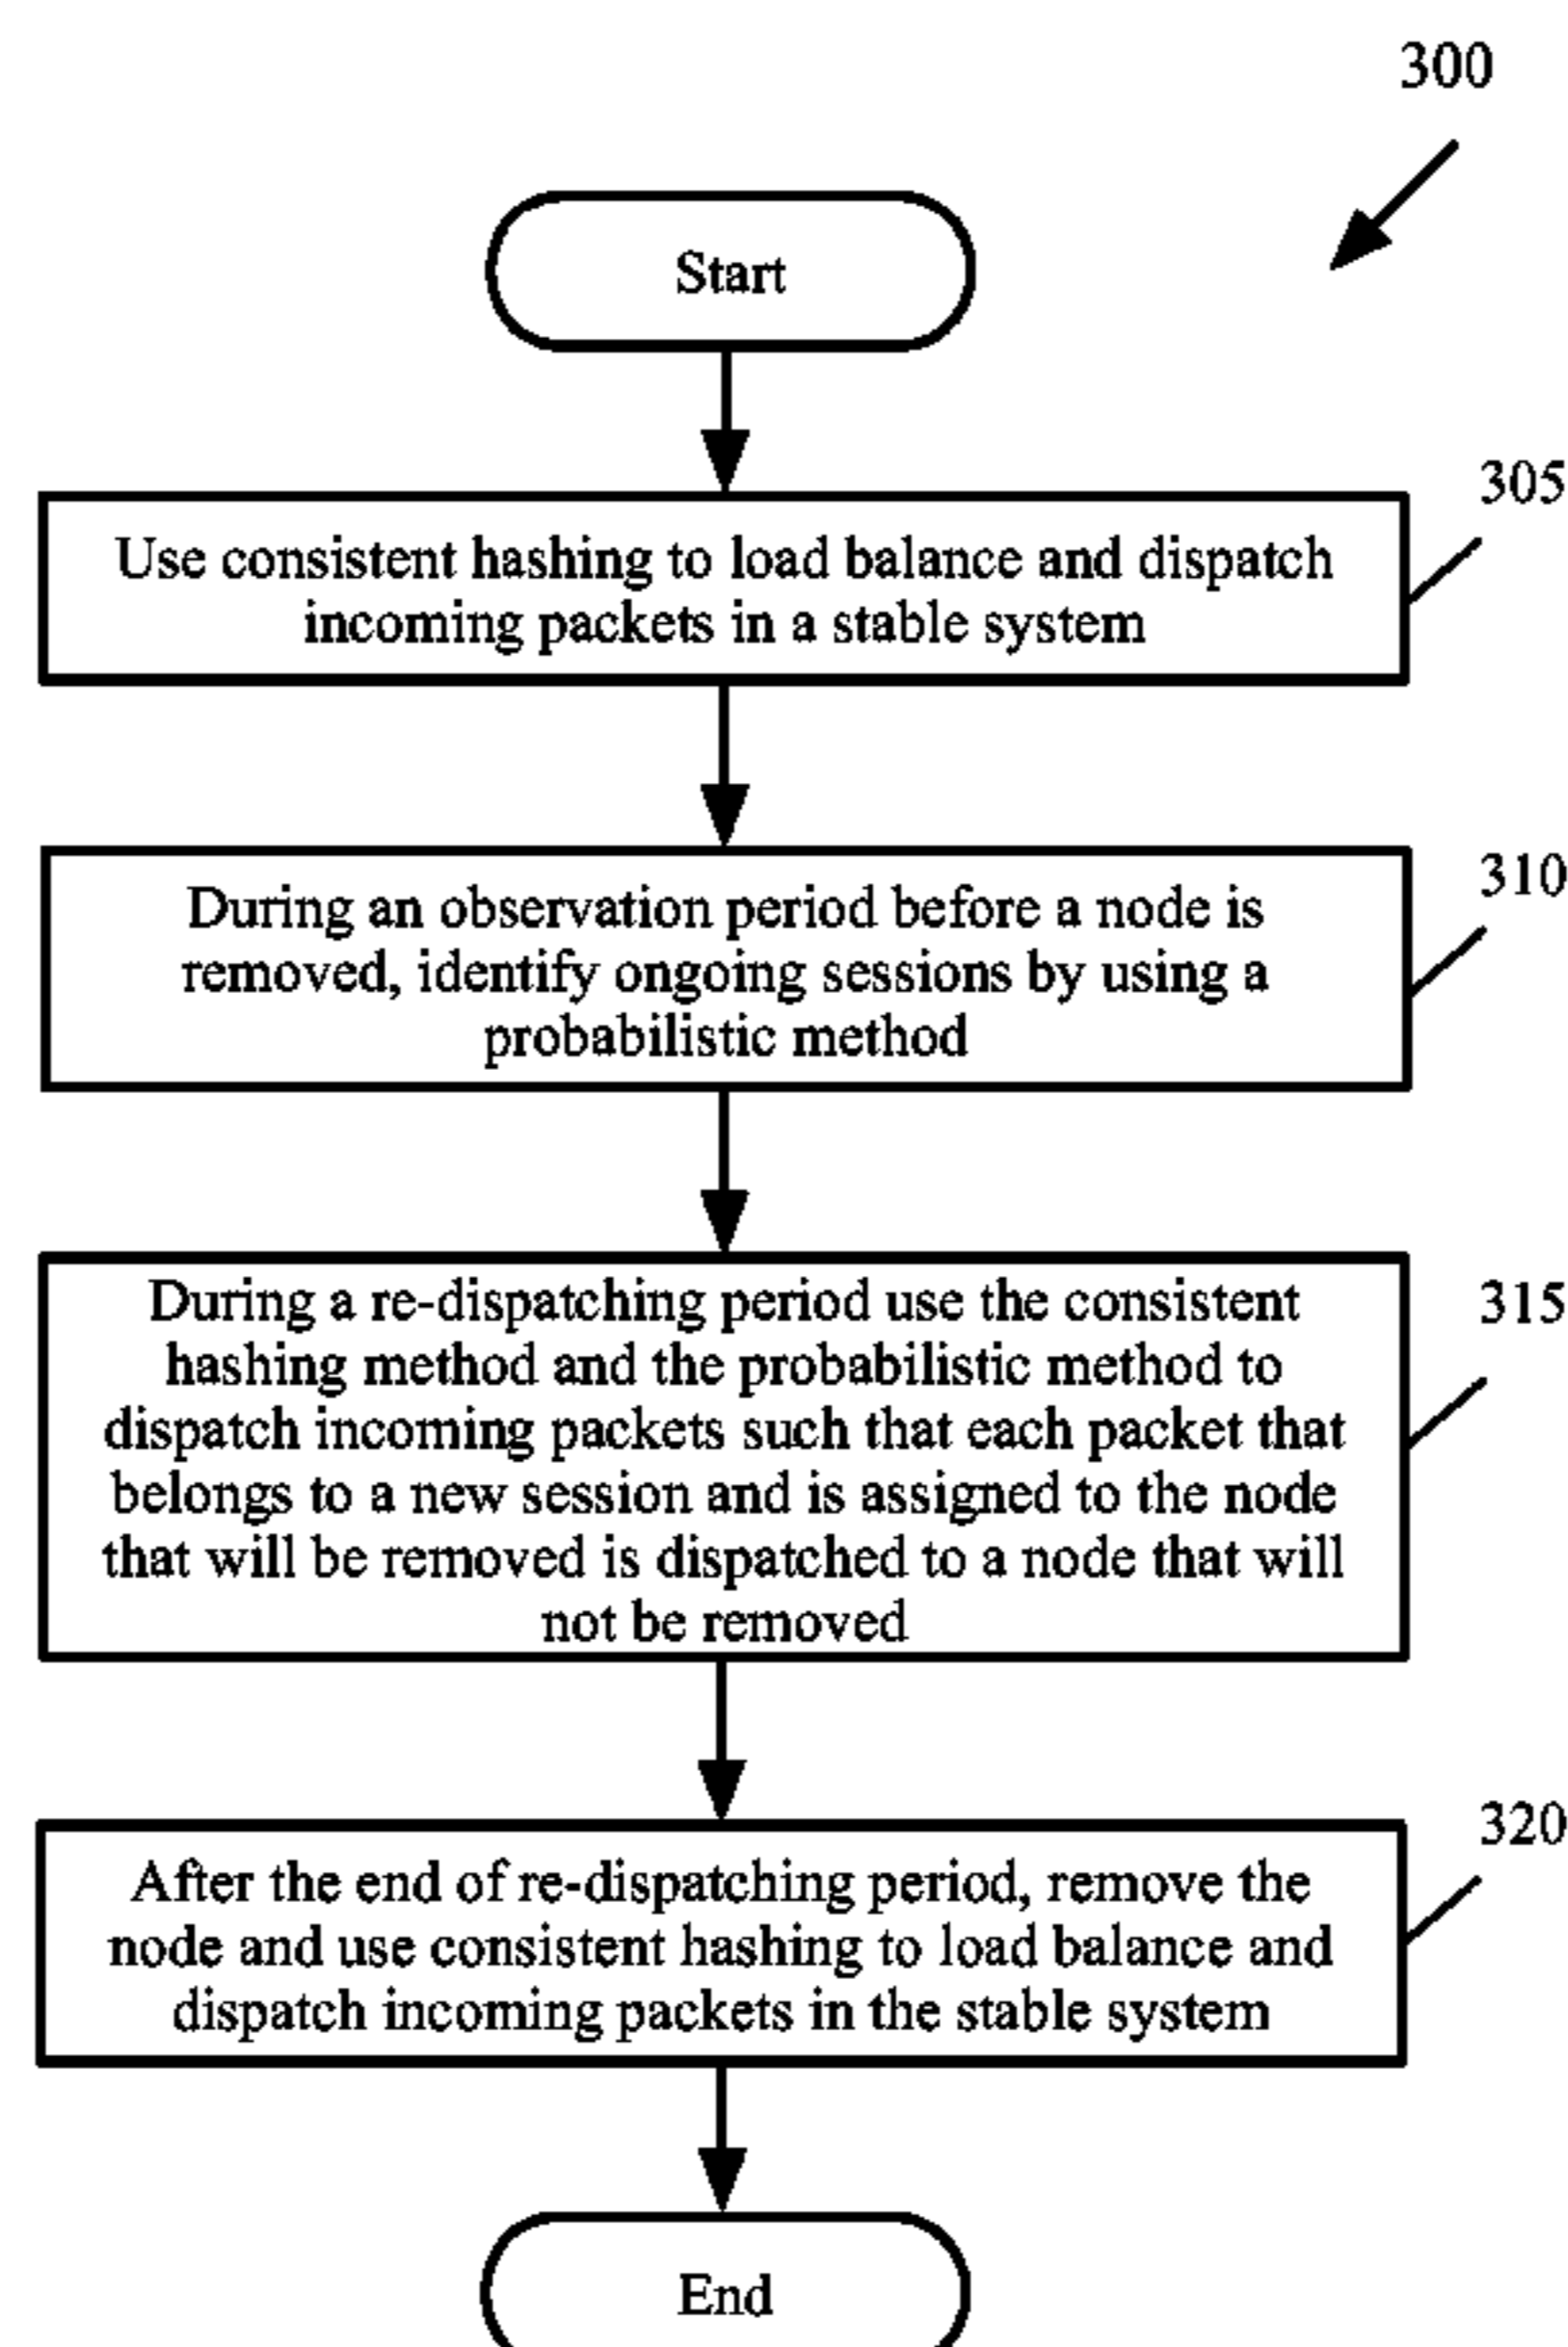 300
Start
305
Use consistent hashing to load balance and dispatch
incoming packets in a stable system
310
During an observation period before a node is
removed, identify ongoing sessions by using a
probabilistic method
315
During a re-dispatching period use the consistent
hashing method and the probabilistic method to
dispatch incoming packets such that each packet that
belongs to a new session and is assigned to the node
that will be removed is dispatched to a node that will
not be removed
320
After the end of re-dispatching period, remove the
node and use consistent hashing to load balance and
dispatch incoming packets in the stable system
End